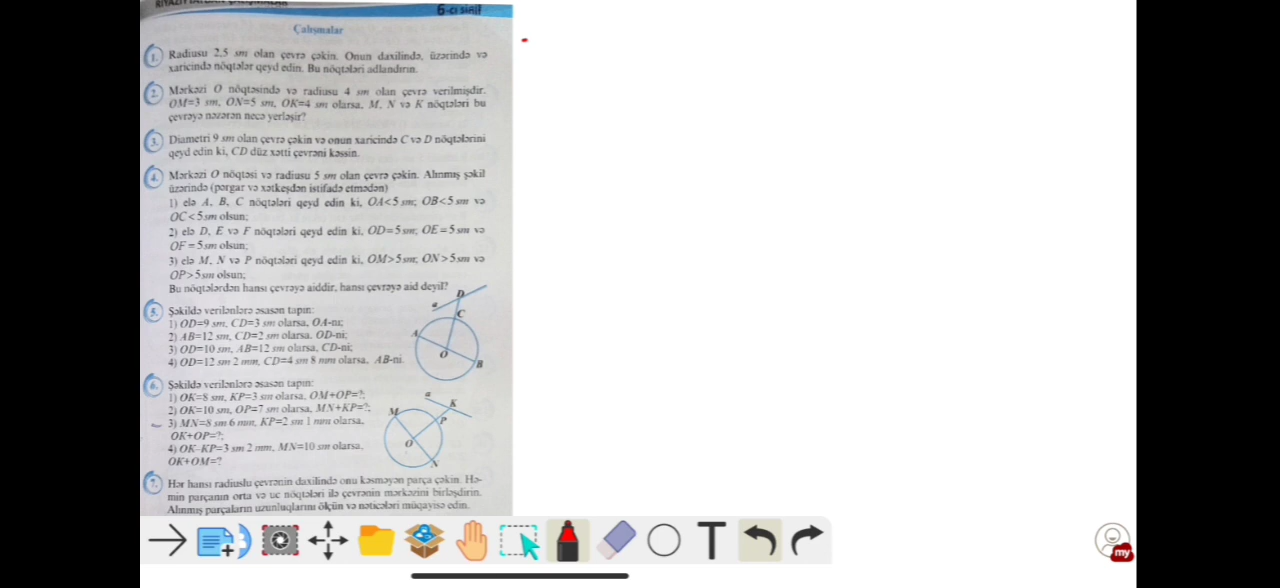 6-cı sinif
Çalışmalar
1. Radiusu 2,5 sm olan çevrə çəkin. Onun daxilində, üzərində və
xaricində nöqtələr qeyd edin. Bu nöqtələri adlandırın.
2. Mərkəzi O nöqtəsində və radiusu 4 sm olan çevrə verilmişdir.
OM=3 sm, ON=5 sm, OK=4 sm olarsa, M, N və K nöqtələri bu
çevrəyə nəzərən necə yerləşir?
3. Diametri 9 sm olan çevrə çəkin və onun xaricində C və D nöqtələrini
qeyd edin ki, CD düz xətti çevrəni kəssin.
4. Mərkəzi O nöqtəsi və radiusu 5 sm olan çevrə çəkin. Alınmış şəkil
üzərində (pərgar və xətkeşdən istifadə etmədən)
1) elə A, B, C nöqtələri qeyd edin ki, OA<5 sm; OB<5 sm və
OC<5 sm olsun;
2) elə D, E və F nöqtələri qeyd edin ki, OD=5 sm; OE=5 sm və
OF=5 sm olsun;
3) elə M, N və P nöqtələri qeyd edin ki, OM>5 sm; ON>5 sm və
OP>5 sm olsun;
Bu nöqtələrdən hansı çevrəyə aiddir, hansı çevrəyə aid deyil?
5. Şəkildə verilənlərə əsasən tapın:
1) OD=9 sm, CD=3 sm olarsa, OA-nı;
2) AB=12 sm, CD=2 sm olarsa, OD-ni;
3) OD=10 sm, AB=12 sm olarsa, CD-ni;
4) OD=12 sm 2 mm, CD=4 sm 8 mm olarsa, AB-ni.
a D
C
A
O
B
6. Şəkildə verilənlərə əsasən tapın:
1) OK=8 sm, KP=3 sm olarsa, OM+OP=?;
2) OK=10 sm, OP=7 sm olarsa, MN+KP=?;
3) MN=8 sm 6 mm, KP=2 sm 1 mm olarsa,
OK+OP=?;
4) OK-KP=3 sm 2 mm, MN=10 sm olarsa,
OK+OM=?
a
K
M
P
O
N
7. Hər hansı radiuslu çevrənin daxilində onu kəsməyən parça çəkin. Hə-
min parçanın orta və uc nöqtələri ilə çevrənin mərkəzini birləşdirin.
Alınmış parçaların uzunluqlarını ölçün və nəticələri müqayisə edin.
T
my